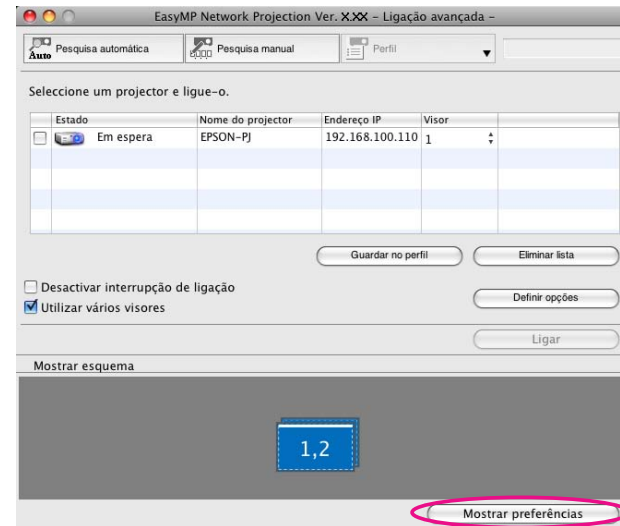 EasyMP Network Projection Ver. X.XX – Ligação avançada –
Auto Pesquisa automática Pesquisa manual Perfil
Seleccione um projector e ligue-o.
Estado Nome do projector Endereço IP Visor
Em espera EPSON-PJ 192.168.100.110 1
Guardar no perfil Eliminar lista
Desactivar interrupção de ligação
Utilizar vários visores
Definir opções
Ligar
Mostrar esquema
1,2
Mostrar preferências